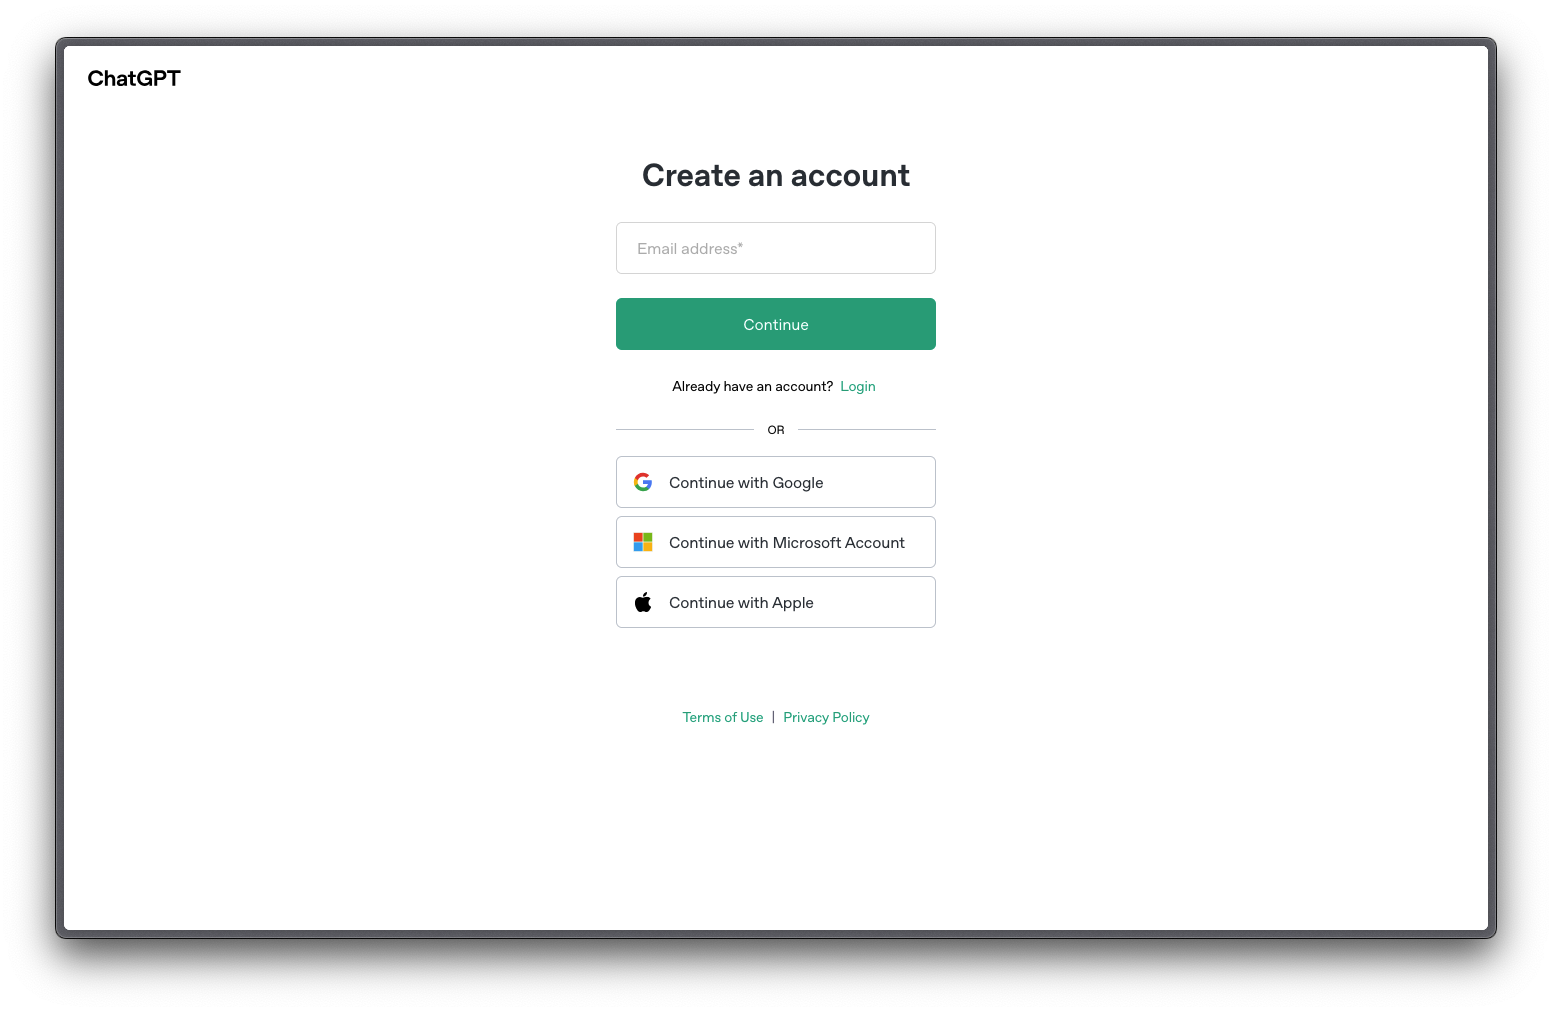 ChatGPT
Create an account
Email address*
Continue
Already have an account? Login
OR
Continue with Google
Continue with Microsoft Account
Continue with Apple
Terms of Use | Privacy Policy